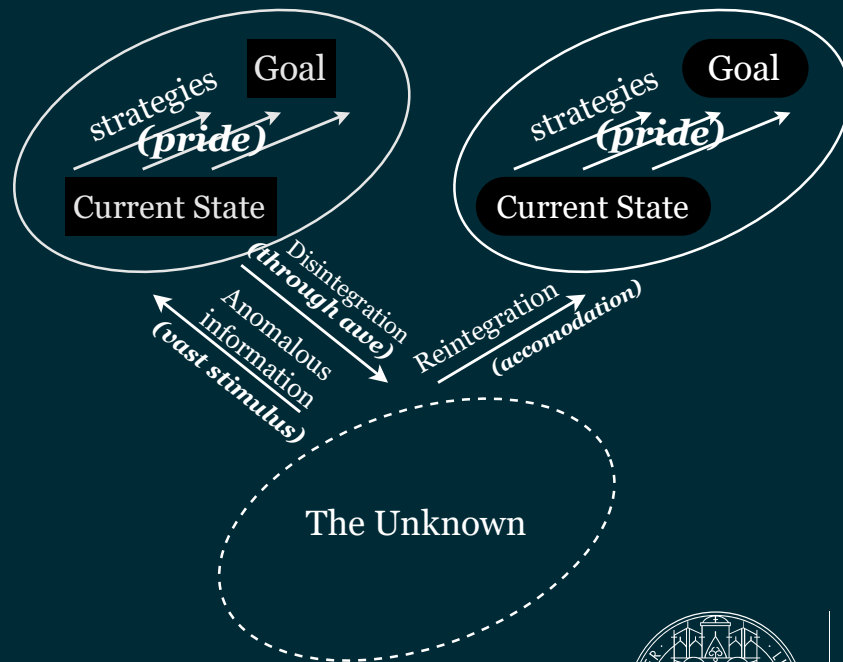 Goal
strategies
(pride)
Current State
Goal
strategies
(pride)
Current State
Disintegration
(through awe)
Anomalous
information
(vast stimulus)
Reintegration
(accomodation)
The Unknown